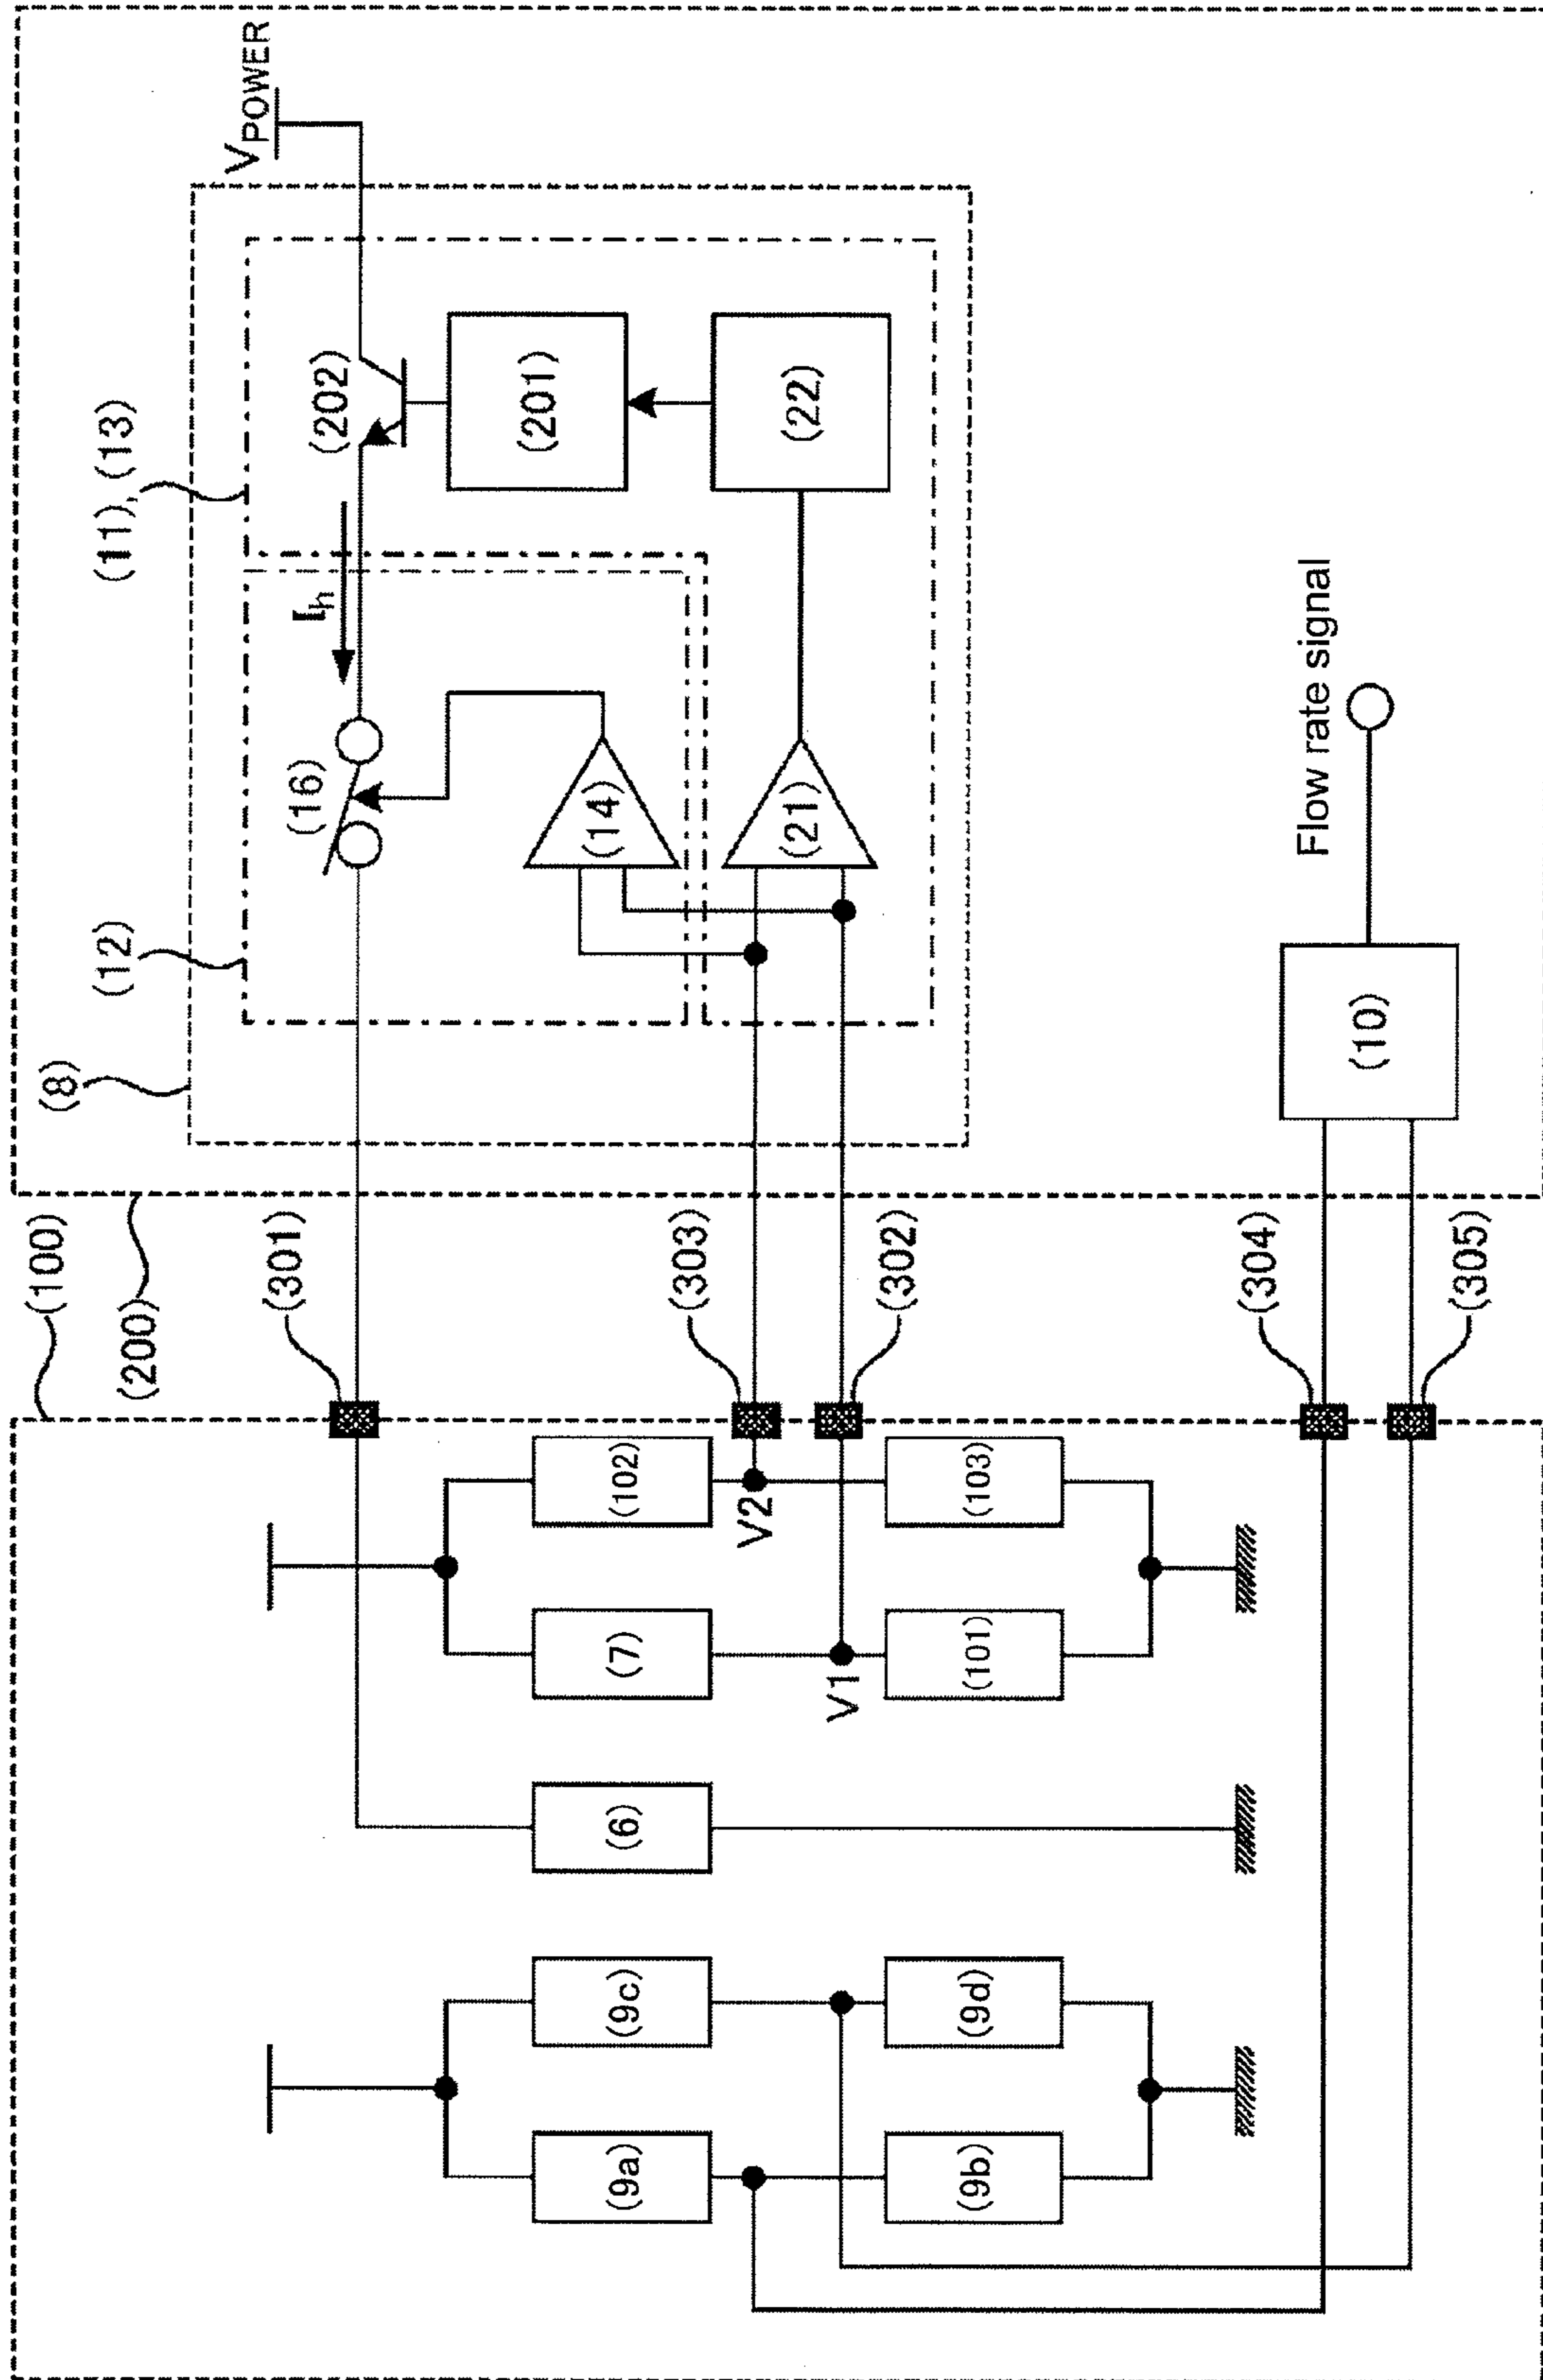 (100)
(200)
(8)
(12)
(11), (13)
VPOWER
(301)
(16)
Ih
(202)
(201)
(14)
(303)
(302)
(21)
(22)
(9a)
(9c)
(6)
(7)
(102)
V2
V1
(9b)
(9d)
(101)
(103)
(304)
(305)
(10)
Flow rate signal